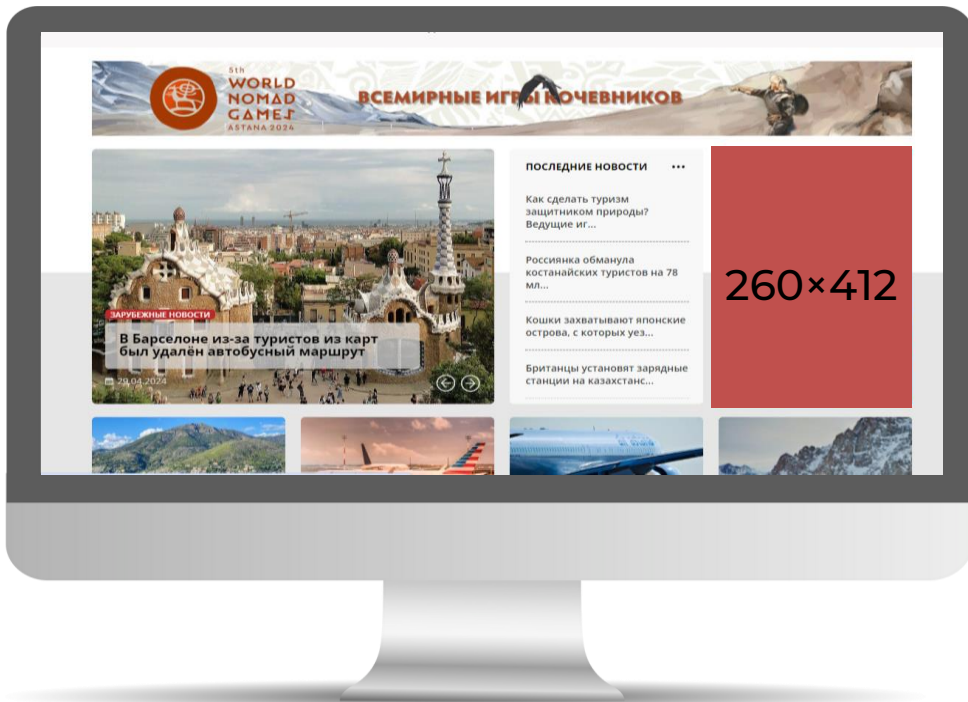 5th
WORLD
NOMAD
GAMES
ASTANA 2024
ВСЕМИРНЫЕ ИГРЫ КОЧЕВНИКОВ
ЗАРУБЕЖНЫЕ НОВОСТИ
В Барселоне из-за туристов из карт
был удалён автобусный маршрут
29.04.2024
ПОСЛЕДНИЕ НОВОСТИ •••
Как сделать туризм
защитником природы?
Ведущие иг...
Россиянка обманула
костанайских туристов на 78
мл...
Кошки захватывают японские
острова, с которых уез...
Британцы установят зарядные
станции на казахстанс...
260×412